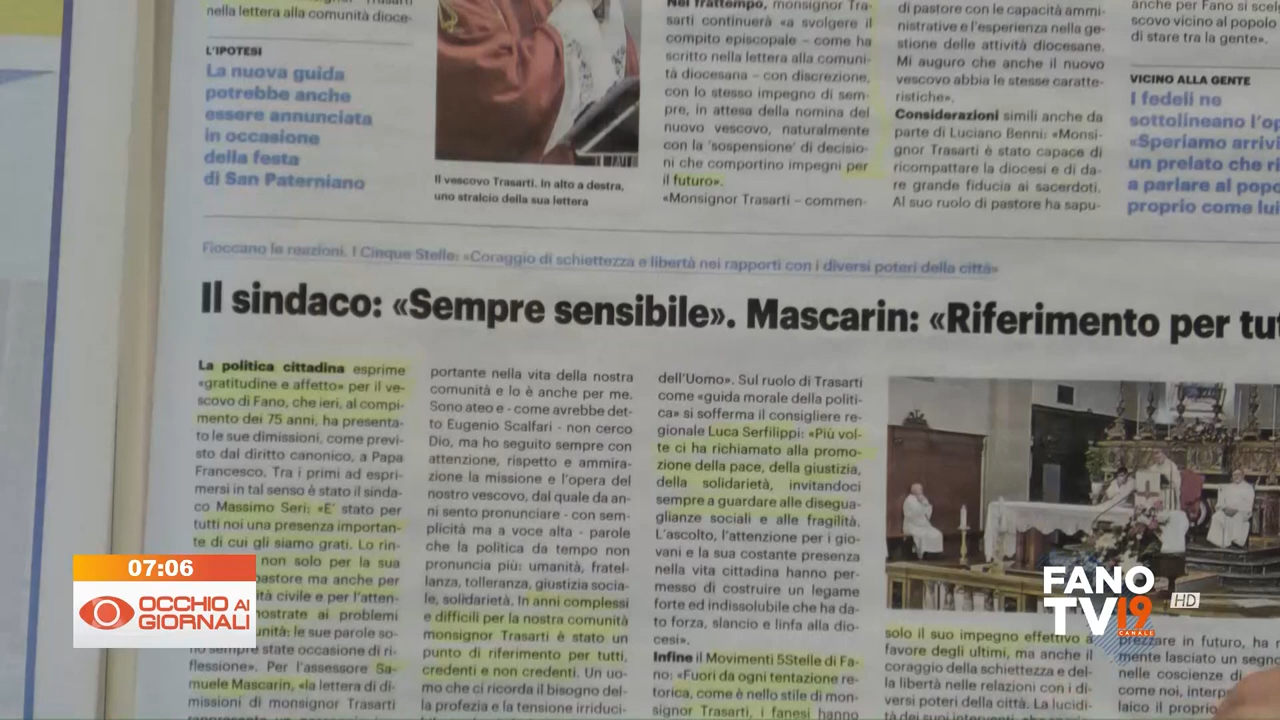 nella lettera alla comunità dioce-
L'IPOTESI
La nuova guida
potrebbe anche
essere annunciata
in occasione
della festa
di San Paterniano
Il vescovo Trasarti. In alto a destra,
uno stralcio della sua lettera
Nel frattempo, monsignor Tra-
sarti continuerà «a svolgere il
compito episcopale – come ha
scritto nella lettera alla comuni-
tà diocesana – con discrezione,
con lo stesso impegno di sem-
pre, in attesa della nomina del
nuovo vescovo, naturalmente
con la 'sospensione' di decisio-
ni che comportino impegni per
il futuro».
«Monsignor Trasarti – commen-
di pastore con le capacità ammi-
nistrative e l'esperienza nella ge-
stione delle attività diocesane.
Mi auguro che anche il nuovo
vescovo abbia le stesse caratte-
ristiche».
Considerazioni simili anche da
parte di Luciano Benni: «Monsi-
gnor Trasarti è stato capace di
ricompattare la diocesi e di da-
re grande fiducia ai sacerdoti.
Al suo ruolo di pastore ha sapu-
anche per Fano si scel
scovo vicino al popolo
di stare tra la gente».
VICINO ALLA GENTE
I fedeli ne
sottolineano l'op
«Speriamo arrivi
un prelato che ri
a parlare al popo
proprio come lui
Fioccano le reazioni. I Cinque Stelle: «Coraggio di schiettezza e libertà nei rapporti con i diversi poteri della città»
Il sindaco: «Sempre sensibile». Mascarin: «Riferimento per tut
La politica cittadina esprime
«gratitudine e affetto» per il ve-
scovo di Fano, che ieri, al compi-
mento dei 75 anni, ha presenta-
to le sue dimissioni, come previ-
sto dal diritto canonico, a Papa
Francesco. Tra i primi ad espri-
mersi in tal senso è stato il sinda-
co Massimo Seri: «E' stato per
tutti noi una presenza importan-
te di cui gli siamo grati. Lo rin-
non solo per la sua
pastore ma anche per
ità civile e per l'atten-
ostrate ai problemi
unità: le sue parole so-
no sempre state occasione di ri-
flessione». Per l'assessore Sa-
muele Mascarin, «la lettera di di-
missioni di monsignor Trasarti
portante nella vita della nostra
comunità e lo è anche per me.
Sono ateo e - come avrebbe det-
to Eugenio Scalfari - non cerco
Dio, ma ho seguito sempre con
attenzione, rispetto e ammira-
zione la missione e l'opera del
nostro vescovo, dal quale da an-
ni sento pronunciare - con sem-
plicità ma a voce alta - parole
che la politica da tempo non
pronuncia più: umanità, fratel-
lanza, tolleranza, giustizia socia-
le, solidarietà. In anni complessi
e difficili per la nostra comunità
monsignor Trasarti è stato un
punto di riferimento per tutti,
credenti e non credenti. Un uo-
mo che ci ricorda il bisogno del-
la profezia e la tensione irriduci-
dell'Uomo». Sul ruolo di Trasarti
come «guida morale della politi-
ca» si sofferma il consigliere re-
gionale Luca Serfilippi: «Più vol-
te ci ha richiamato alla promo-
zione della pace, della giustizia,
della solidarietà, invitandoci
sempre a guardare alle disegua-
glianze sociali e alle fragilità.
L'ascolto, l'attenzione per i gio-
vani e la sua costante presenza
nella vita cittadina hanno per-
messo di costruire un legame
forte ed indissolubile che ha da-
to forza, slancio e linfa alla dio-
cesi».
Infine il Movimenti 5Stelle di Fa-
no: «Fuori da ogni tentazione re-
torica, come è nello stile di mon-
signor Trasarti, i fanesi hanno
solo il suo impegno effettivo a
favore degli ultimi, ma anche il
coraggio della schiettezza e del-
la libertà nelle relazioni con i di-
versi poteri della città. La lucidi-
prezzare in futuro, ha
mente lasciato un segno
nelle coscienze di
come noi, interp
laico il proprio
07:06
OCCHIO AI
GIORNALI
FANO
TV19
CANALE
HD